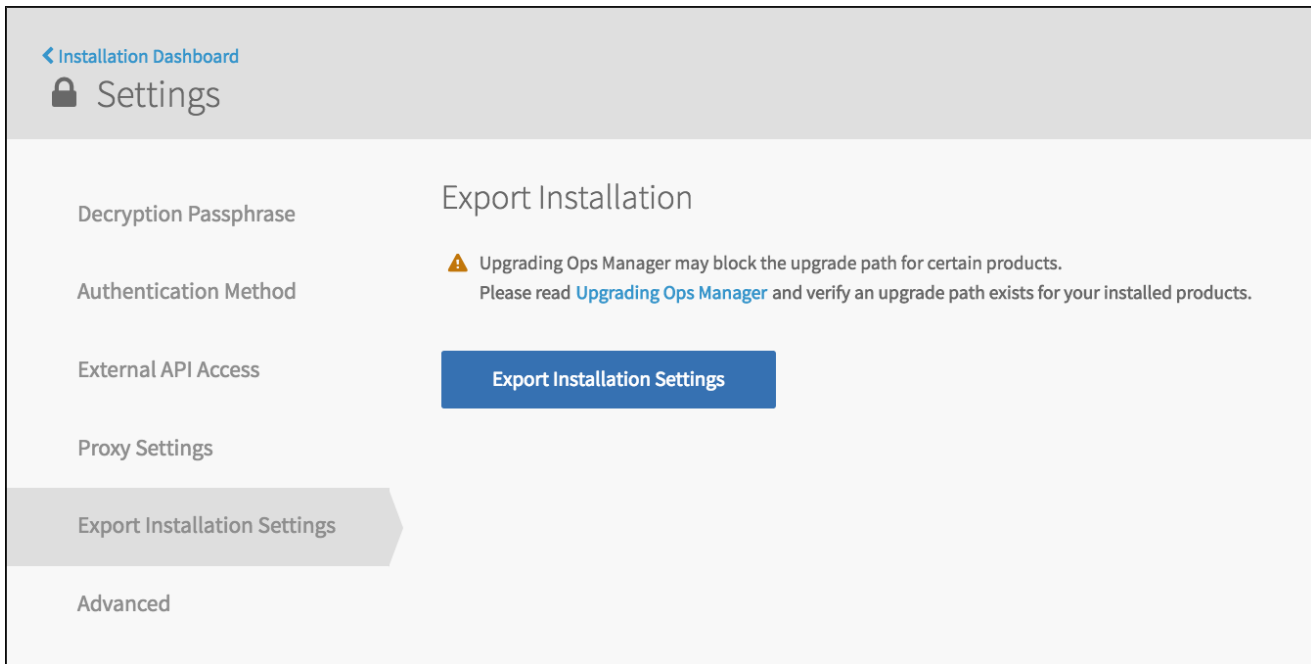 Installation Dashboard
Settings
Decryption Passphrase
Authentication Method
External API Access
Proxy Settings
Export Installation Settings
Advanced
Export Installation
Upgrading Ops Manager may block the upgrade path for certain products.
Please read Upgrading Ops Manager and verify an upgrade path exists for your installed products.
Export Installation Settings